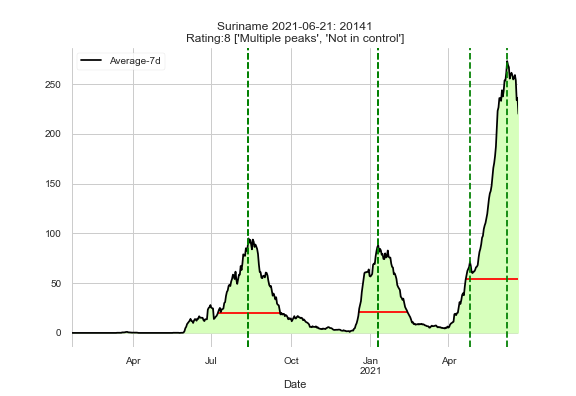 Suriname 2021-06-21: 20141
Rating:8 ['Multiple peaks', 'Not in control']
Average-7d
250
200
150
100
50
0
Apr
Jul
Oct
Jan
2021
Apr
Date